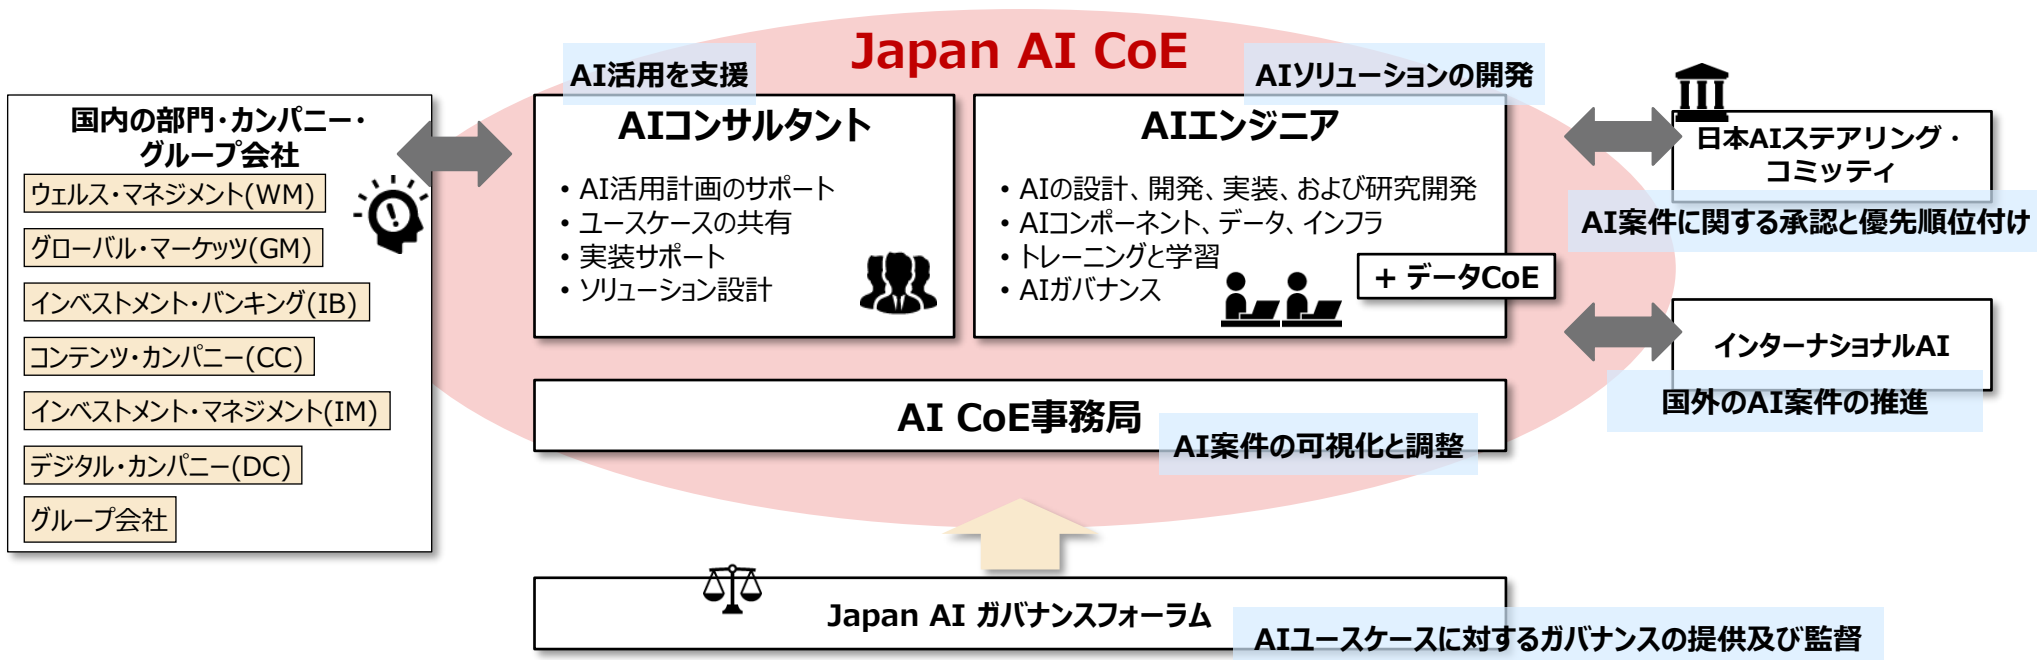 Japan AI CoE
国内の部門・カンパニー・
グループ会社
ウェルス・マネジメント(WM)
グローバル・マーケッツ(GM)
インベストメント・バンキング(IB)
コンテンツ・カンパニー(CC)
インベストメント・マネジメント(IM)
デジタル・カンパニー(DC)
グループ会社
AI活用を支援
AIコンサルタント
• AI活用計画のサポート
• ユースケースの共有
• 実装サポート
• ソリューション設計
AIソリューションの開発
AIエンジニア
• AIの設計、開発、実装、および研究開発
• AIコンポーネント、データ、インフラ
• トレーニングと学習
• AIガバナンス
+ データCoE
日本AIステアリング・
コミッティ
AI案件に関する承認と優先順位付け
インターナショナルAI
国外のAI案件の推進
AI CoE事務局
AI案件の可視化と調整
Japan AI ガバナンスフォーラム
AIユースケースに対するガバナンスの提供及び監督